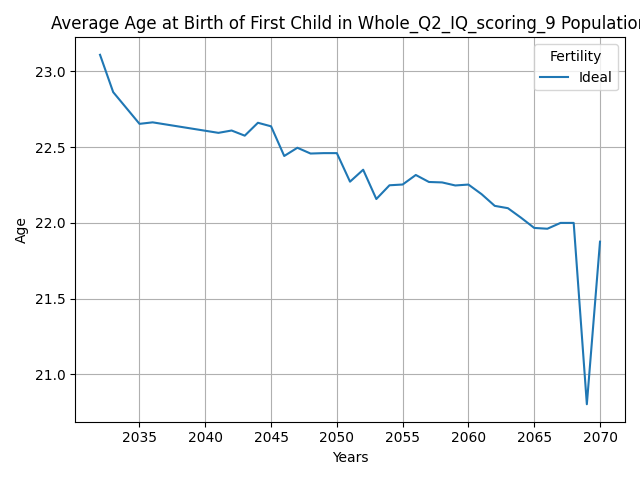 Average Age at Birth of First Child in Whole_Q2_IQ_scoring_9 Population
Fertility
Ideal
23.0
22.5
22.0
21.5
21.0
Age
2035 2040 2045 2050 2055 2060 2065 2070
Years